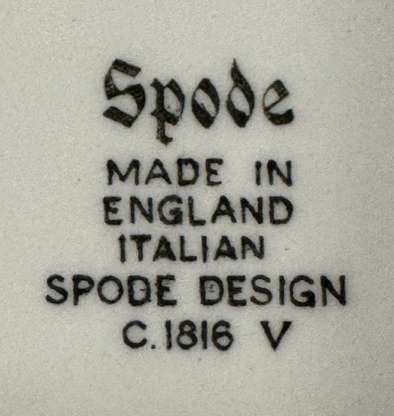 Spode
MADE IN
ENGLAND
ITALIAN
SPODE DESIGN
C.1816 V